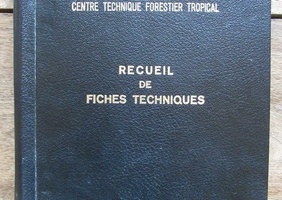 CENTRE TECHNIQUE FORESTIER TROPICAL
RECUEIL
DE
FICHES TECHNIQUES